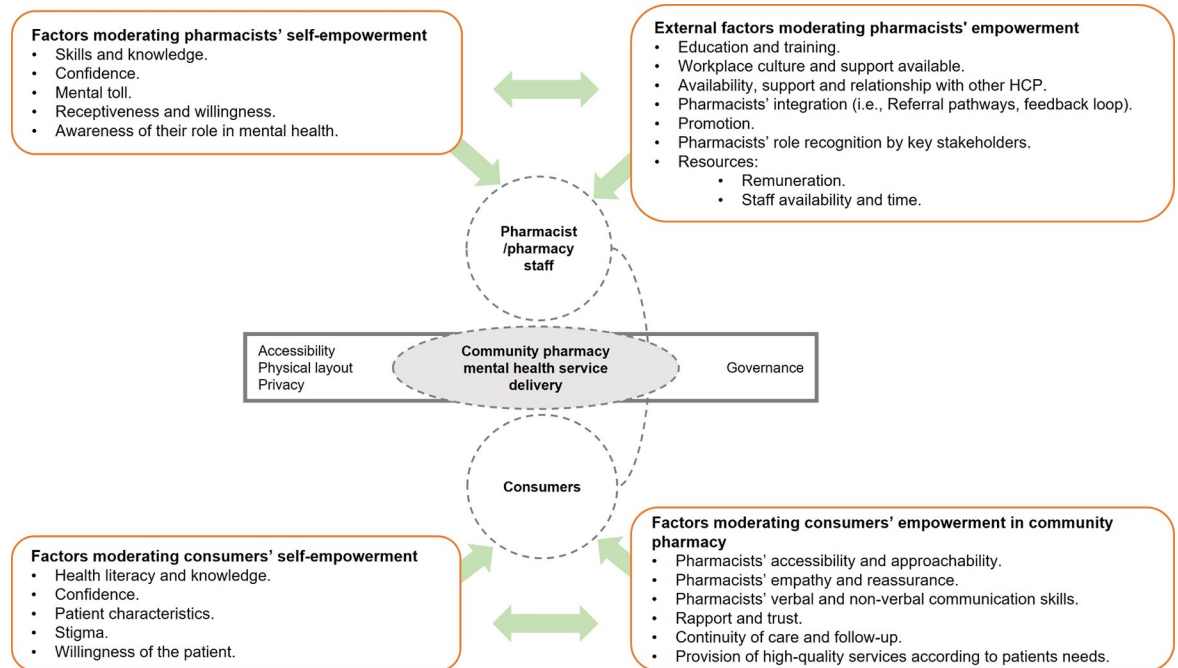 Factors moderating pharmacists' self-empowerment
• Skills and knowledge.
• Confidence.
• Mental toll.
• Receptiveness and willingness.
• Awareness of their role in mental health.
External factors moderating pharmacists' empowerment
• Education and training.
• Workplace culture and support available.
• Availability, support and relationship with other HCP.
• Pharmacists' integration (i.e., Referral pathways, feedback loop).
• Promotion.
• Pharmacists' role recognition by key stakeholders.
• Resources:
• Remuneration.
• Staff availability and time.
Pharmacist
/pharmacy
staff
Accessibility
Physical layout
Privacy
Community pharmacy
mental health service
delivery
Governance
Consumers
Factors moderating consumers' self-empowerment
• Health literacy and knowledge.
• Confidence.
• Patient characteristics.
• Stigma.
• Willingness of the patient.
Factors moderating consumers' empowerment in community
pharmacy
• Pharmacists' accessibility and approachability.
• Pharmacists' empathy and reassurance.
• Pharmacists' verbal and non-verbal communication skills.
• Rapport and trust.
• Continuity of care and follow-up.
• Provision of high-quality services according to patients needs.